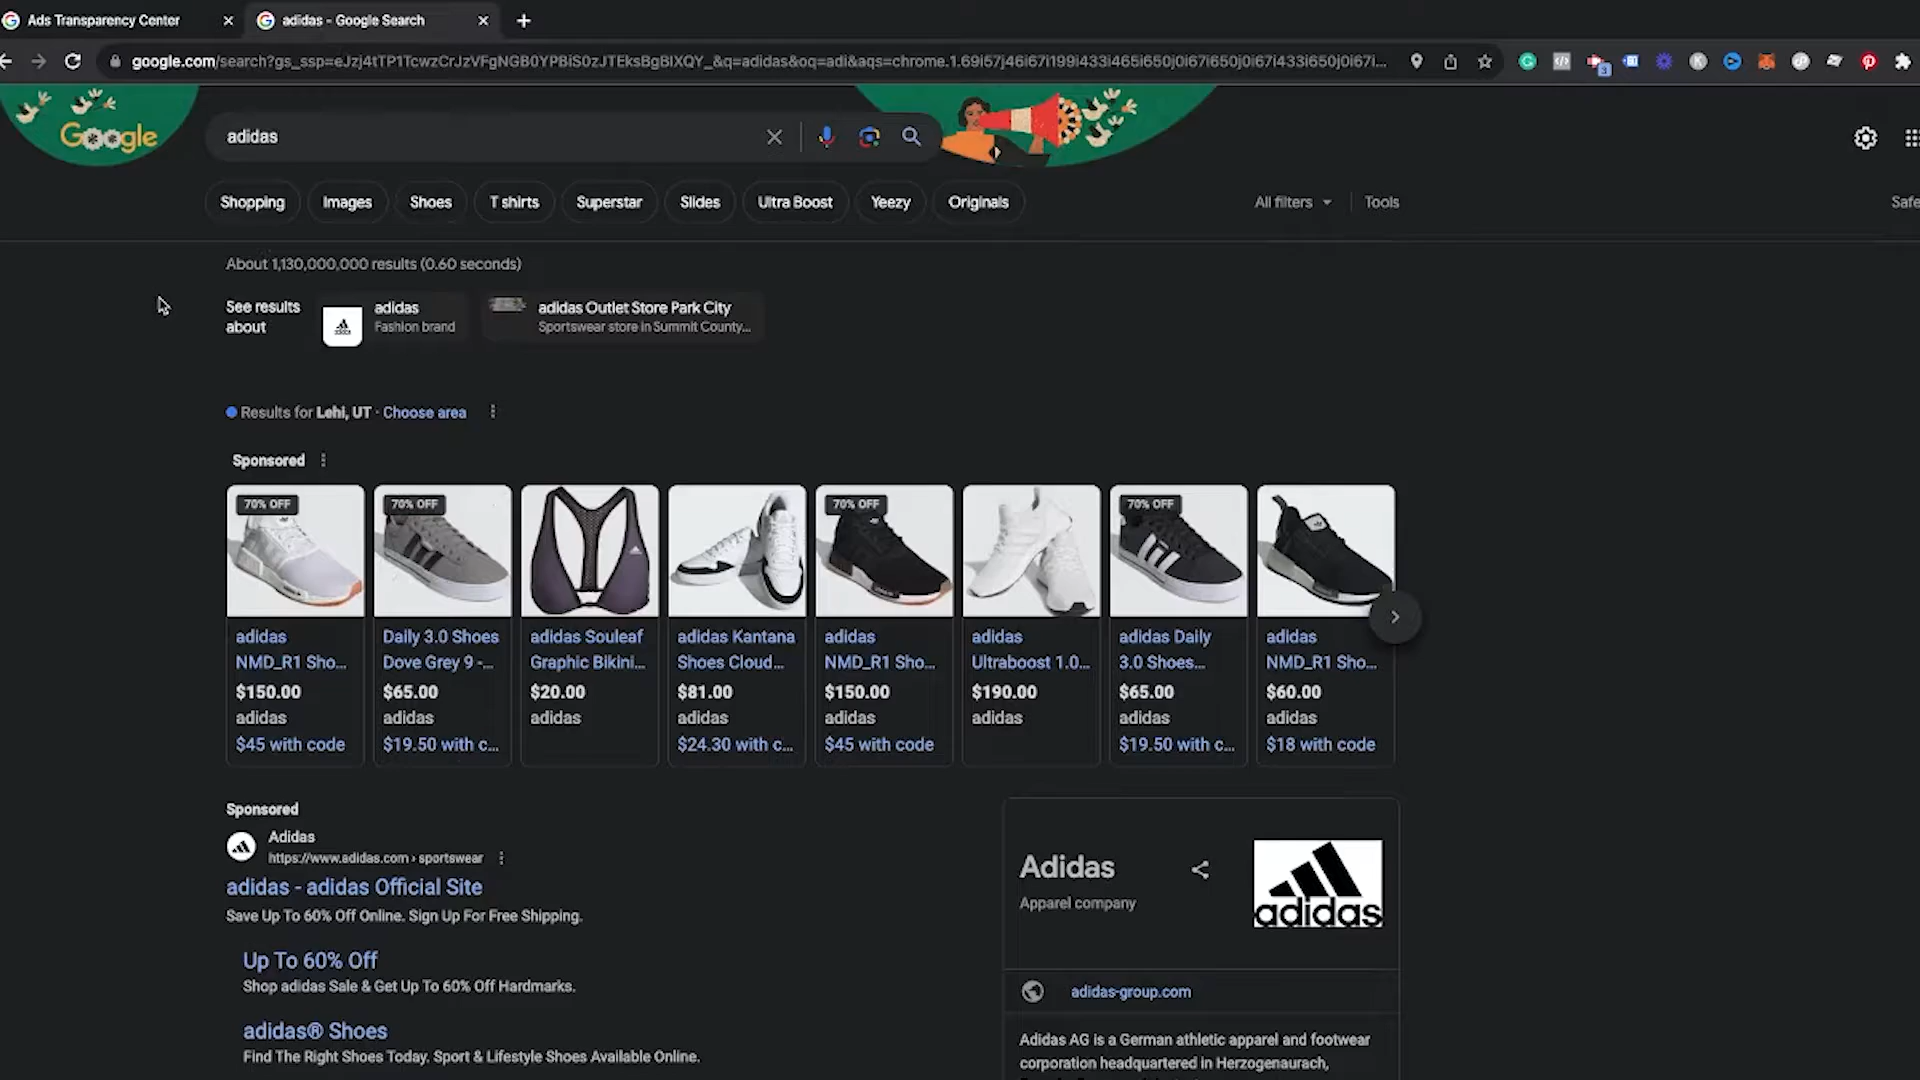 Ads Transparency Center
adidas - Google Search
google.com/search?gs_ssp=eJzj4tTP1TcwzCrJzVFgNGB0YPBiS0zJTEksBgBIXQY_&q=adidas&oq=adi&aqs=chrome.1.69i57j46i67i199i433i465i650j0i67i650j0i67i433i650j0i67i...
3
Google
adidas
Shopping
Images
Shoes
T shirts
Superstar
Slides
Ultra Boost
Yeezy
Originals
All filters
Tools
Safe
About 1,130,000,000 results (0.60 seconds)
See results
about
adidas
Fashion brand
adidas Outlet Store Park City
Sportswear store in Summit County...
Results for Lehi, UT · Choose area
Sponsored
70% OFF
adidas
NMD_R1 Sho...
$150.00
adidas
$45 with code
70% OFF
Daily 3.0 Shoes
Dove Grey 9 -...
$65.00
adidas
$19.50 with c...
adidas Souleaf
Graphic Bikini...
$20.00
adidas
adidas Kantana
Shoes Cloud...
$81.00
adidas
$24.30 with c...
70% OFF
adidas
NMD_R1 Sho...
$150.00
adidas
$45 with code
adidas
Ultraboost 1.0...
$190.00
adidas
70% OFF
adidas Daily
3.0 Shoes...
$65.00
adidas
$19.50 with c...
adidas
NMD_R1 Sho...
$60.00
adidas
$18 with code
Sponsored
Adidas
https://www.adidas.com › sportswear
adidas - adidas Official Site
Save Up To 60% Off Online. Sign Up For Free Shipping.
Up To 60% Off
Shop adidas Sale & Get Up To 60% Off Hardmarks.
adidas® Shoes
Find The Right Shoes Today. Sport & Lifestyle Shoes Available Online.
Adidas
Apparel company
adidas
adidas-group.com
Adidas AG is a German athletic apparel and footwear
corporation headquartered in Herzogenaurach,